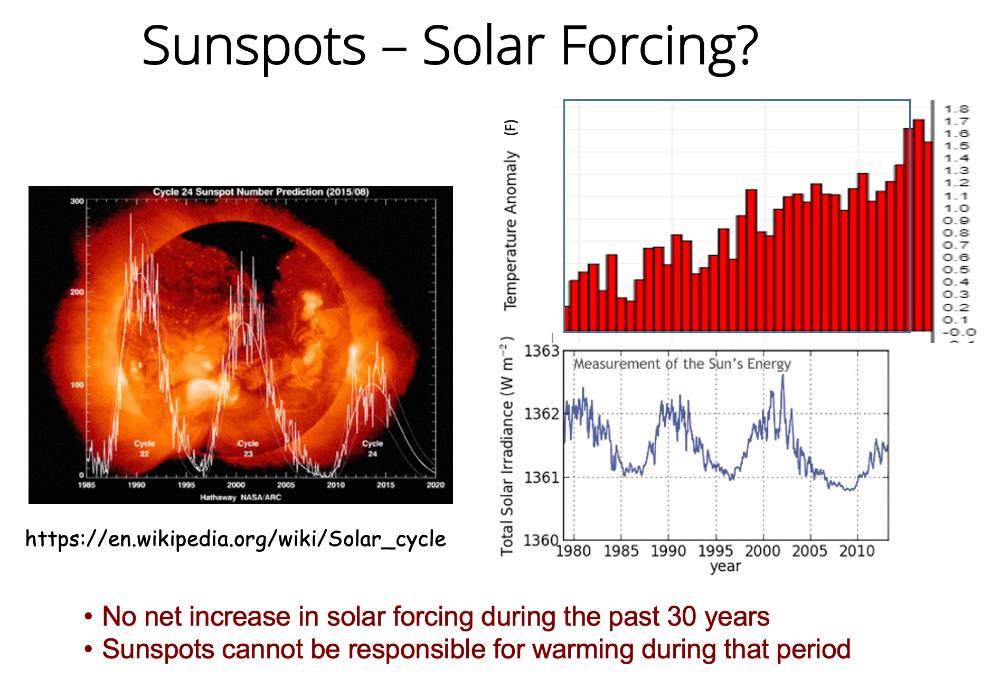 Sunspots – Solar Forcing?
Cycle 24 Sunspot Number Prediction (2015/08)
300
200
100
0
Cycle
22
Cycle
23
Cycle
24
1985 1990 1995 2000 2005 2010 2015 2020
Hathaway NASA/ARC
https://en.wikipedia.org/wiki/Solar_cycle
Temperature Anomaly (F)
1.8
1.7
1.6
1.5
1.4
1.3
1.2
1.1
1.0
0.9
0.8
0.7
0.6
0.5
0.4
0.3
0.2
0.1
-0.0
Total Solar Irradiance (W m⁻²)
1363
1362
1361
1360
Measurement of the Sun's Energy
1980 1985 1990 1995 2000 2005 2010
year
• No net increase in solar forcing during the past 30 years
• Sunspots cannot be responsible for warming during that period